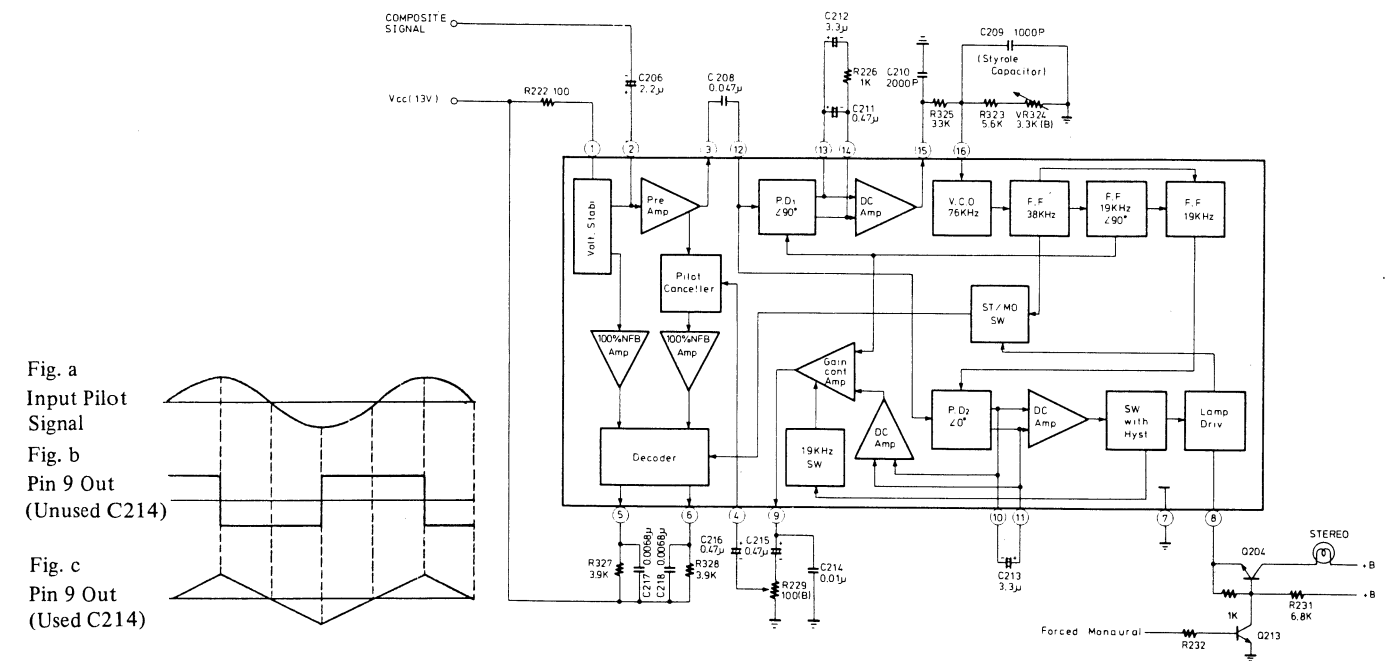 COMPOSITE
SIGNAL
Vcc(13V)
R222 100
C206
2.2μ
C208
0.047μ
C212
3.3μ
R226
1K
C211
0.47μ
C210
2000P
R325
33K
C209 1000P
(Styrole
Capacitor)
R323
5.6K
VR324
3.3K(B)
1
2
3
12
13
14
15
16
Volt. Stabi
Pre
Amp
P.D1
∠90°
DC
Amp
V.C.O
76KHz
F.F
38KHz
F.F
19KHz
∠90°
F.F
19KHz
Pilot
Canceller
ST/MO
SW
100%NFB
Amp
100%NFB
Amp
Gain
cont
Amp
DC
Amp
P.D2
∠0°
DC
Amp
SW
with
Hyst
Lamp
Driv
Decoder
19KHz
SW
5
6
4
9
10
11
7
8
R327
3.9K
C217 0.0068μ
C218 0.0068μ
R328
3.9K
C216
0.47μ
C215
0.47μ
R229
100(B)
C214
0.01μ
C213
3.3μ
Q204
STEREO
+B
1K
R231
6.8K
+B
Forced Monaural
R232
Q213
Fig. a
Input Pilot
Signal
Fig. b
Pin 9 Out
(Unused C214)
Fig. c
Pin 9 Out
(Used C214)